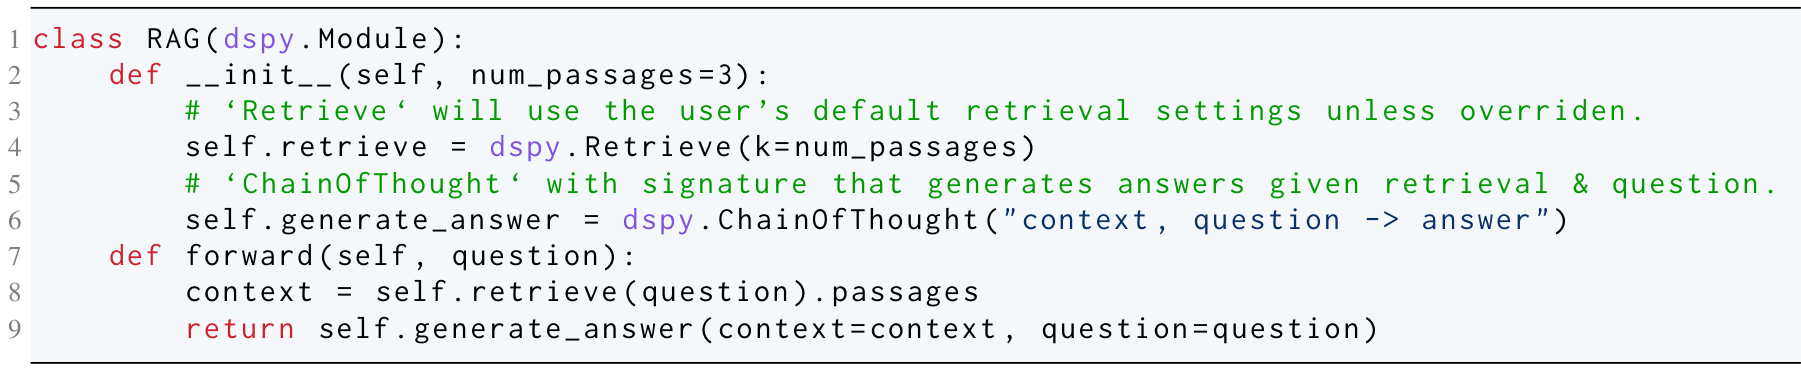 1 class RAG(dspy.Module):
2     def __init__(self, num_passages=3):
3         # ‘Retrieve‘ will use the user’s default retrieval settings unless overriden.
4         self.retrieve = dspy.Retrieve(k=num_passages)
5         # ‘ChainOfThought‘ with signature that generates answers given retrieval & question.
6         self.generate_answer = dspy.ChainOfThought("context, question -> answer")
7     def forward(self, question):
8         context = self.retrieve(question).passages
9         return self.generate_answer(context=context, question=question)